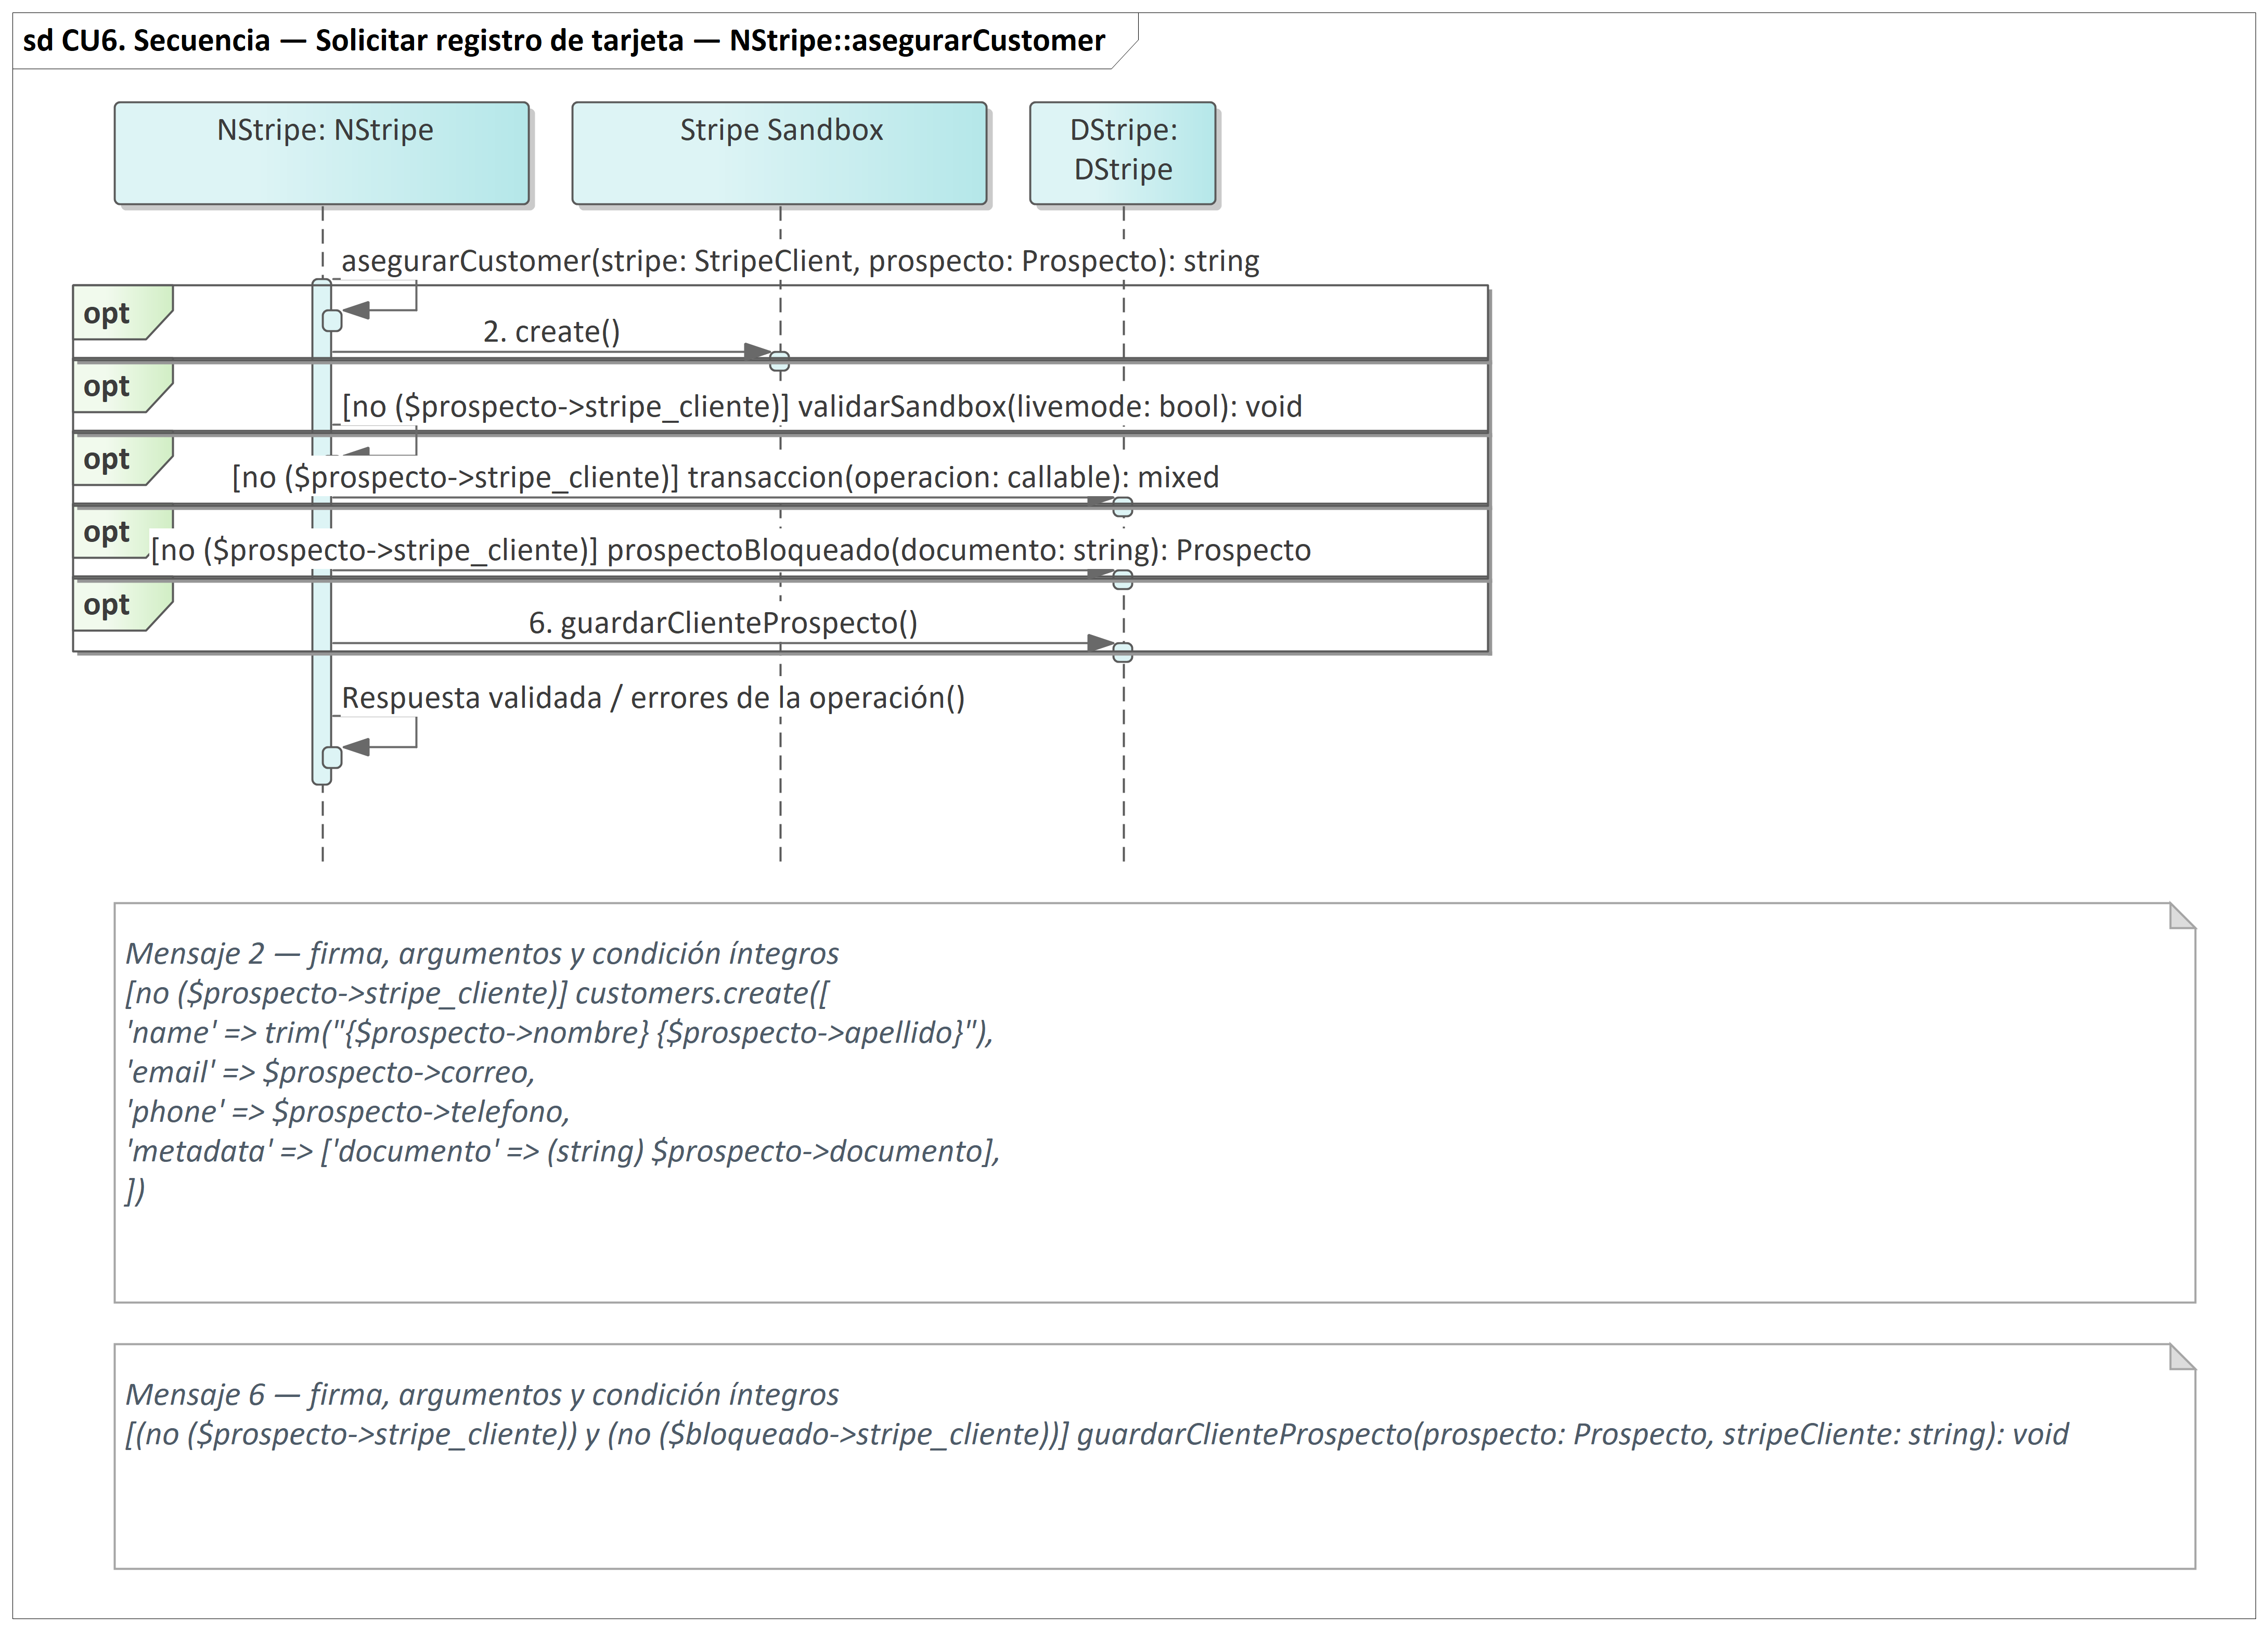 sd CU6. Secuencia — Solicitar registro de tarjeta — NStripe::asegurarCustomer
NStripe: NStripe
Stripe Sandbox
DStripe:
DStripe
asegurarCustomer(stripe: StripeClient, prospecto: Prospecto): string
opt
2. create()
opt
[no ($prospecto->stripe_cliente)] validarSandbox(livemode: bool): void
opt
[no ($prospecto->stripe_cliente)] transaccion(operacion: callable): mixed
opt
[no ($prospecto->stripe_cliente)] prospectoBloqueado(documento: string): Prospecto
opt
6. guardarClienteProspecto()
Respuesta validada / errores de la operación()
Mensaje 2 — firma, argumentos y condición íntegros
[no ($prospecto->stripe_cliente)] customers.create([
'name' => trim("{$prospecto->nombre} {$prospecto->apellido}"),
'email' => $prospecto->correo,
'phone' => $prospecto->telefono,
'metadata' => ['documento' => (string) $prospecto->documento],
])
Mensaje 6 — firma, argumentos y condición íntegros
[(no ($prospecto->stripe_cliente)) y (no ($bloqueado->stripe_cliente))] guardarClienteProspecto(prospecto: Prospecto, stripeCliente: string): void